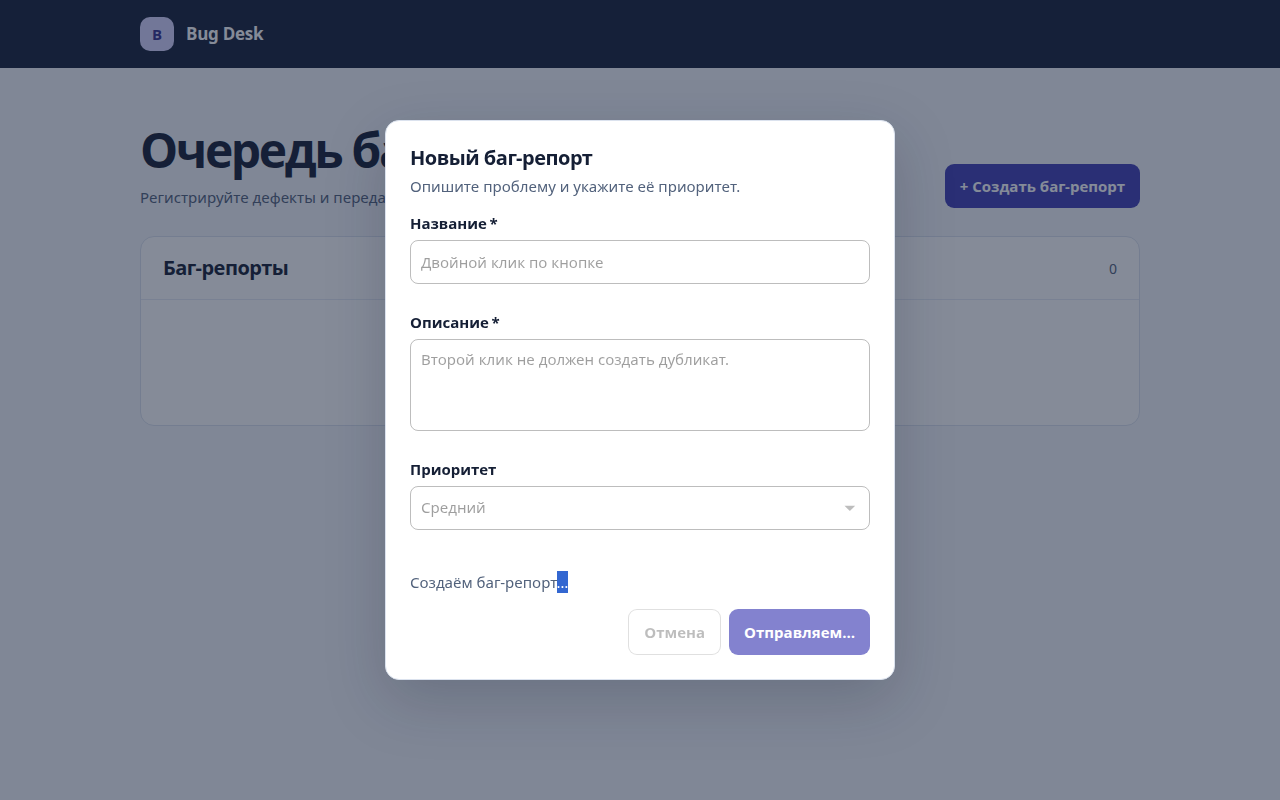 B
Bug Desk
Очередь ба
Регистрируйте дефекты и переда
+ Создать баг-репорт
Баг-репорты
0
Новый баг-репорт
Опишите проблему и укажите её приоритет.
Название *
Двойной клик по кнопке
Описание *
Второй клик не должен создать дубликат.
Приоритет
Средний
Создаём баг-репорт...
Отмена
Отправляем...